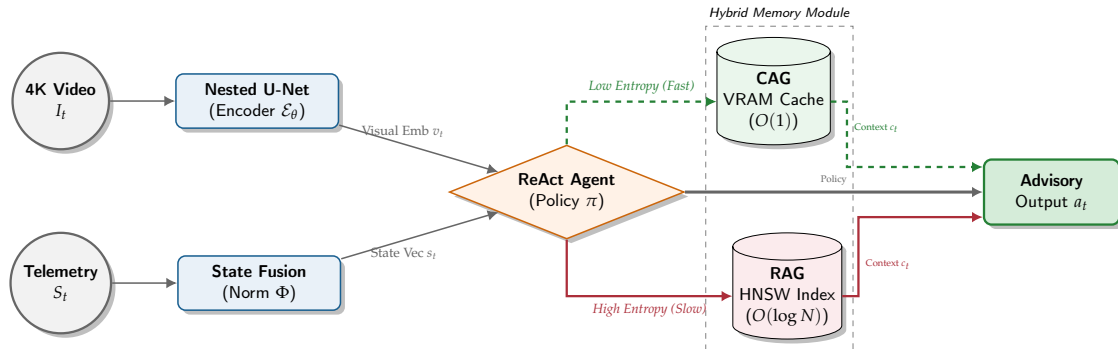 Hybrid Memory Module
4K Video
I_t
Nested U-Net
(Encoder ℰ_θ)
Visual Emb v_t
Telemetry
S_t
State Fusion
(Norm Φ)
State Vec s_t
ReAct Agent
(Policy π)
Low Entropy (Fast)
CAG
VRAM Cache
(O(1))
Context c_t
Policy
High Entropy (Slow)
RAG
HNSW Index
(O(log N))
Context c_t
Advisory
Output a_t